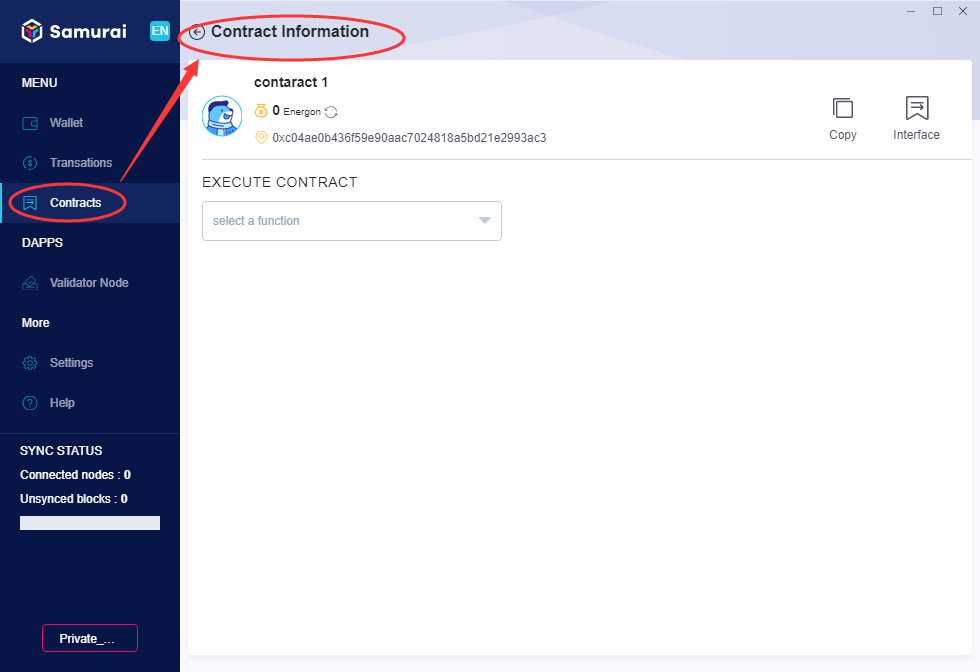 Samurai
EN
MENU
Wallet
Transations
Contracts
DAPPS
Validator Node
More
Settings
Help
SYNC STATUS
Connected nodes : 0
Unsynced blocks : 0
Private_...
Contract Information
contaract 1
0 Energon
0xc04ae0b436f59e90aac7024818a5bd21e2993ac3
Copy
Interface
EXECUTE CONTRACT
select a function